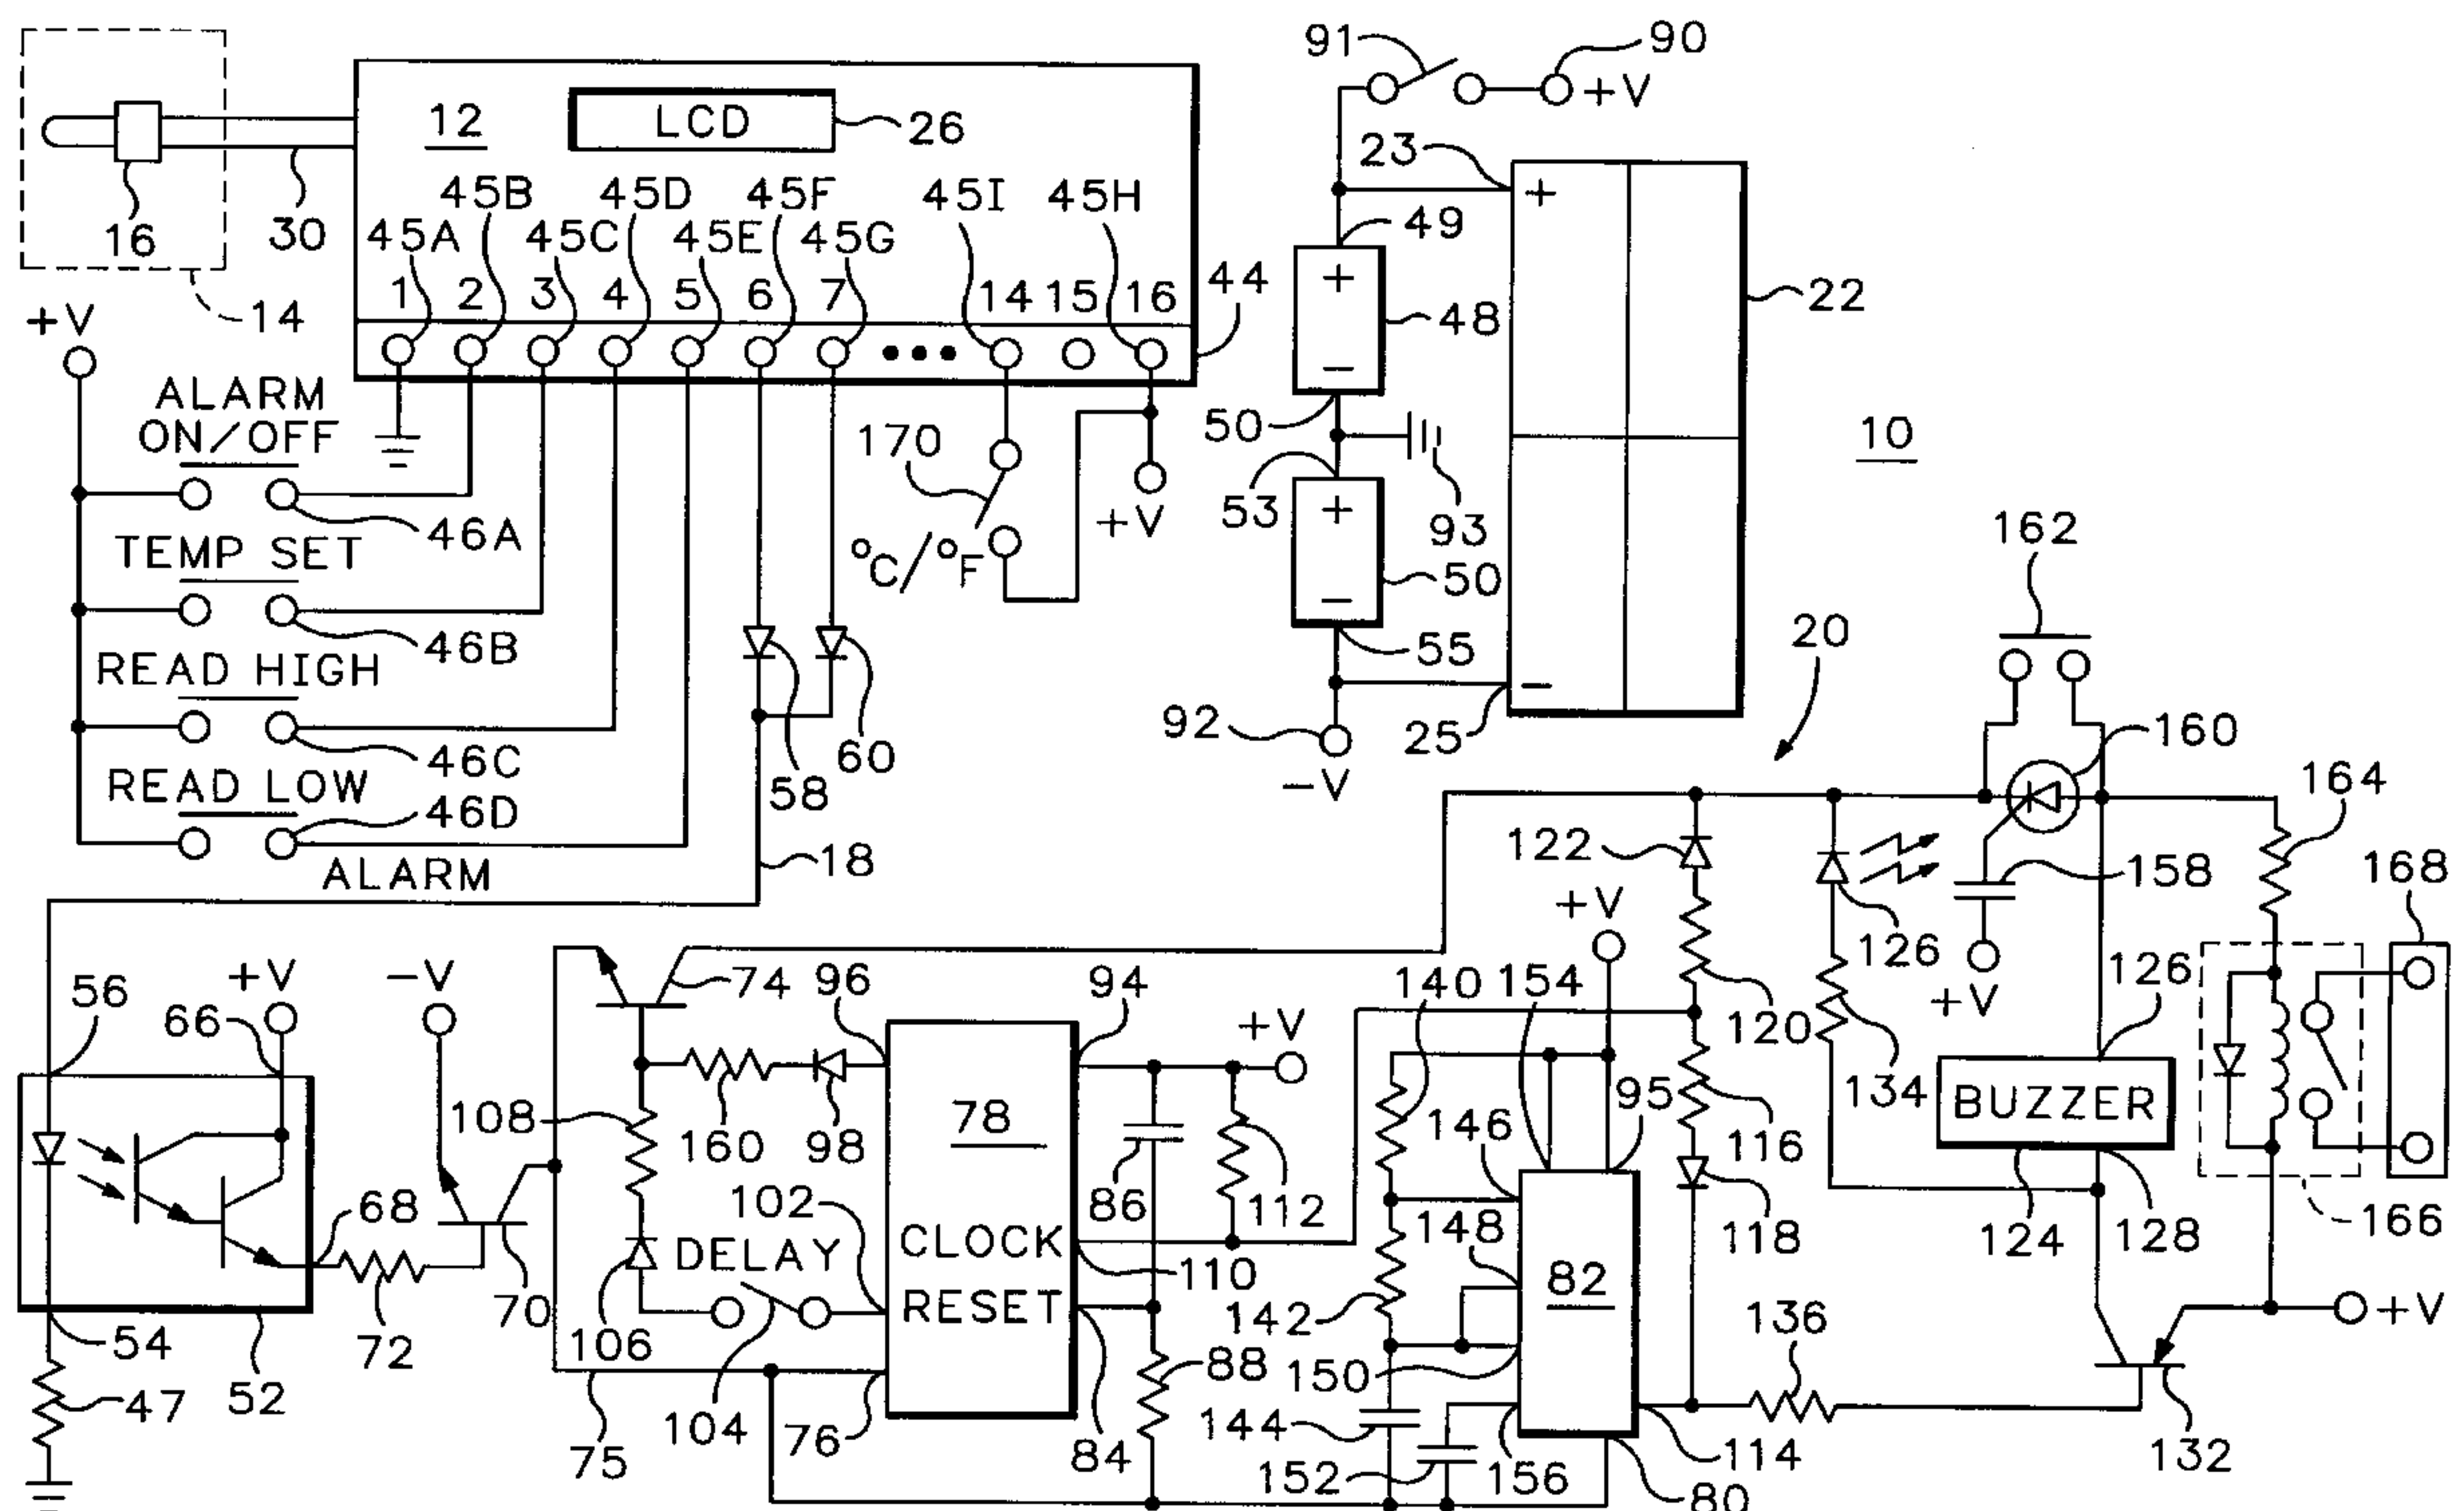 91
90
+V
12
LCD
26
23
+
45B
45D
45F
45I
45H
16
30
45A
45C
45E
45G
49
44
1
2
3
4
5
6
7
14
15
16
+
22
+V
14
48
−
ALARM
ON/OFF
170
50
10
46A
+V
53
+
93
162
TEMP SET
°C/°F
50
−
46B
20
READ HIGH
55
−
160
92
25
46C
60
58
−V
164
READ LOW
46D
122
158
168
ALARM
18
+V
126
56
+V
−V
74
96
94
140
154
126
66
+V
120
+V
134
BUZZER
108
78
95
160
98
146
116
86
112
68
102
148
118
124
128
166
DELAY
CLOCK
110
82
72
70
106
RESET
142
136
+V
54
88
150
47
52
104
76
144
75
84
152
156
114
132
80